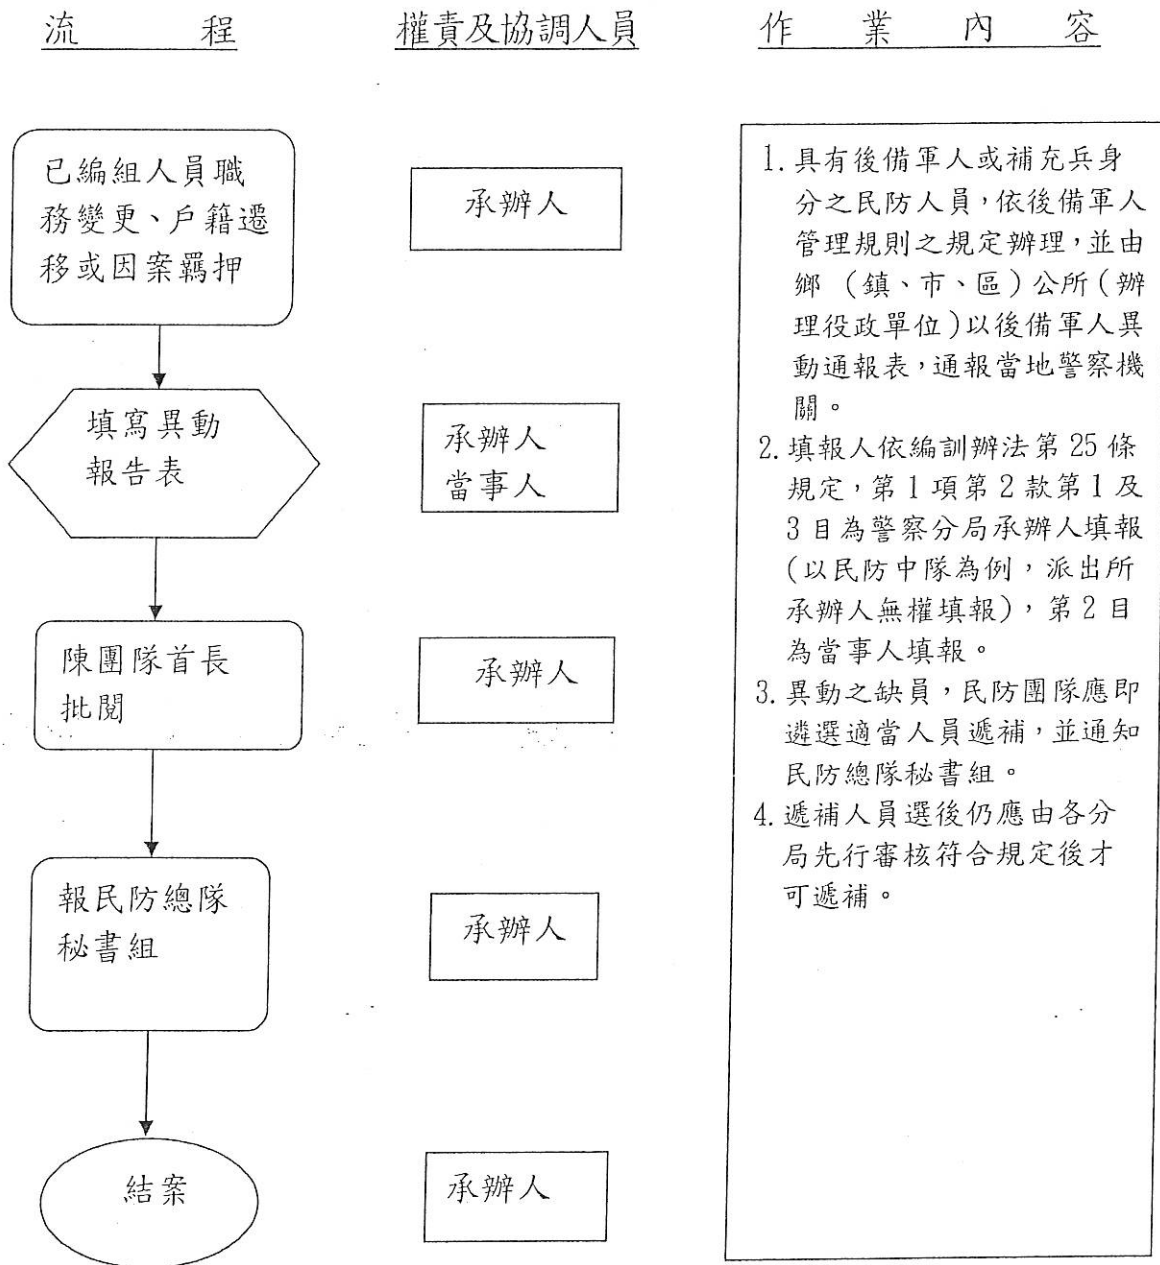 流程
權責及協調人員
作業內容
已編組人員職
務變更、戶籍遷
移或因案羈押
承辦人
填寫異動
報告表
承辦人
當事人
陳團隊首長
批閱
承辦人
報民防總隊
秘書組
承辦人
結案
承辦人
1. 具有後備軍人或補充兵身
分之民防人員，依後備軍人
管理規則之規定辦理，並由
鄉（鎮、市、區）公所（辦
理役政單位）以後備軍人異
動通報表，通報當地警察機
關。
2. 填報人依編訓辦法第 25 條
規定，第 1 項第 2 款第 1 及
3 目為警察分局承辦人填報
(以民防中隊為例，派出所
承辦人無權填報)，第 2 目
為當事人填報。
3. 異動之缺員，民防團隊應即
遴選適當人員遞補，並通知
民防總隊秘書組。
4. 遞補人員選後仍應由各分
局先行審核符合規定後才
可遞補。